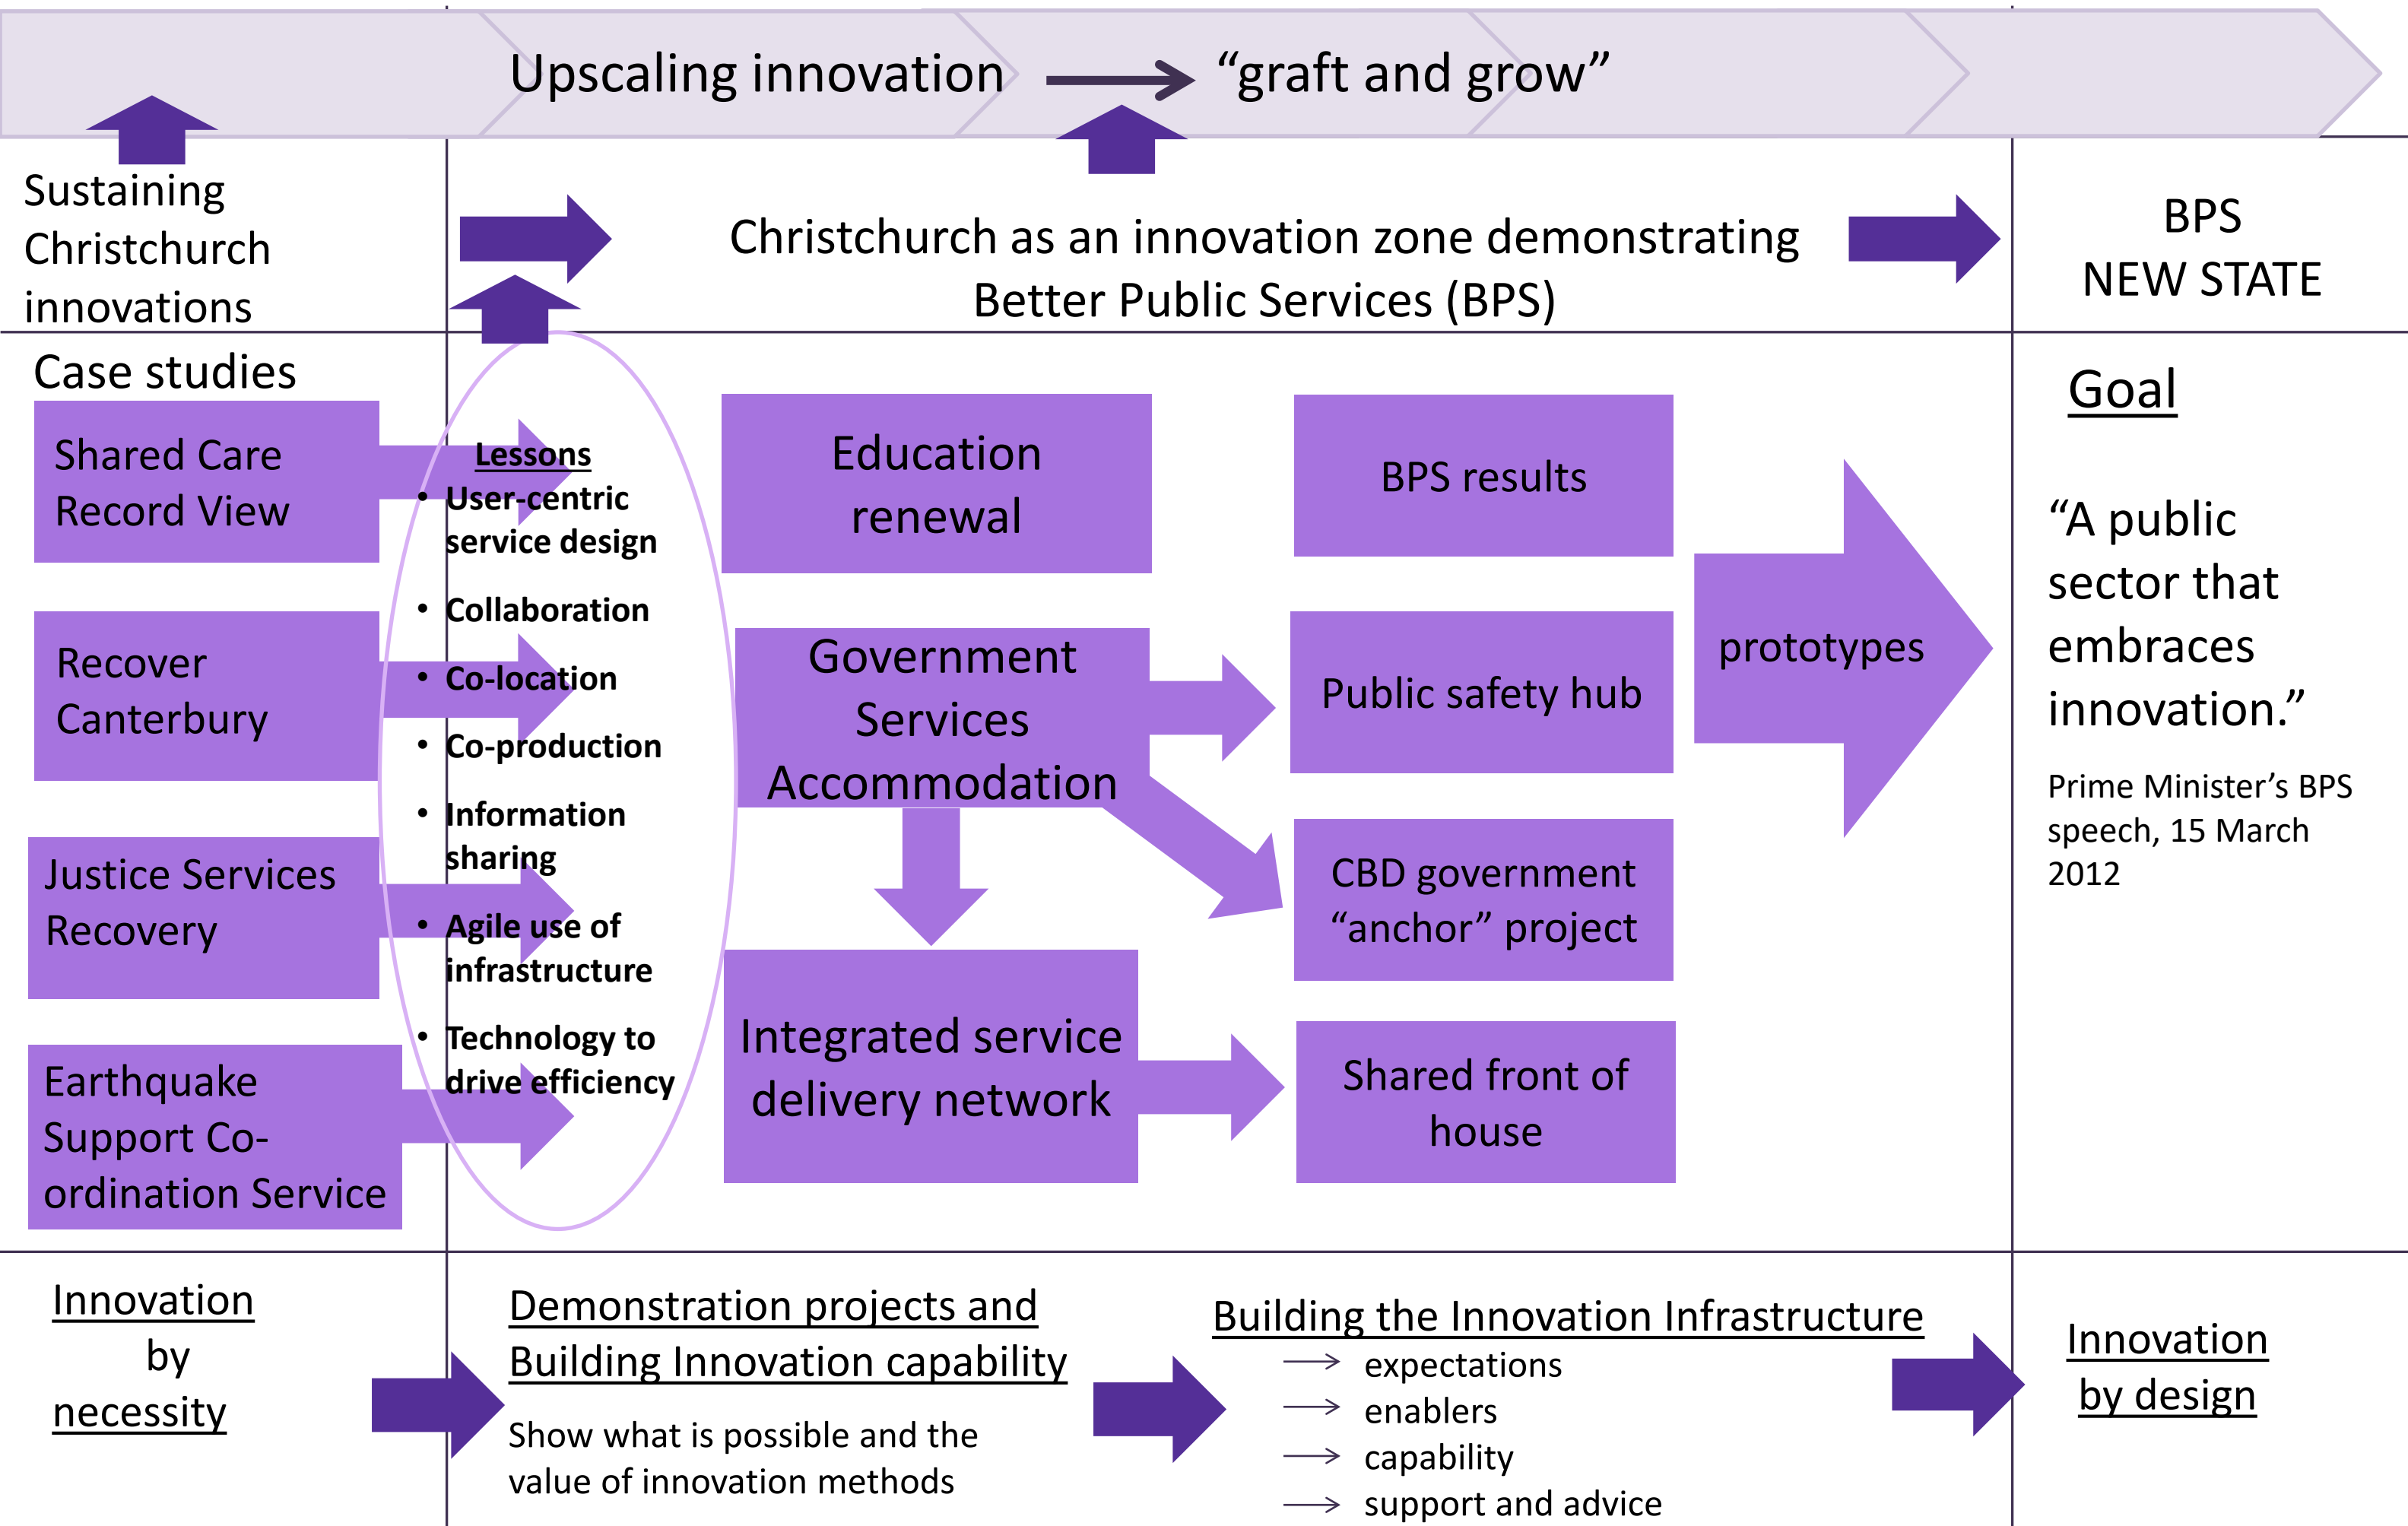 Upscaling innovation → “graft and grow”
Sustaining
Christchurch
innovations
Christchurch as an innovation zone demonstrating
Better Public Services (BPS)
BPS
NEW STATE
Case studies
Shared Care
Record View
Recover
Canterbury
Justice Services
Recovery
Earthquake
Support Co-
ordination Service
Lessons
• User-centric
service design
• Collaboration
• Co-location
• Co-production
• Information
sharing
• Agile use of
infrastructure
• Technology to
drive efficiency
Education
renewal
Government
Services
Accommodation
Integrated service
delivery network
BPS results
Public safety hub
CBD government
“anchor” project
Shared front of
house
prototypes
Goal
“A public
sector that
embraces
innovation.”
Prime Minister’s BPS
speech, 15 March
2012
Innovation
by
necessity
Demonstration projects and
Building Innovation capability
Show what is possible and the
value of innovation methods
Building the Innovation Infrastructure
→ expectations
→ enablers
→ capability
→ support and advice
Innovation
by design